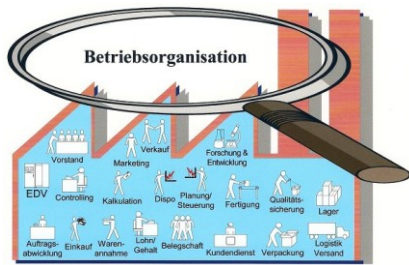 Betriebsorganisation
Verkauf
Forschung &
Entwicklung
Vorstand
Marketing
EDV
Controlling
Kalkulation
Dispo
Planung/
Steuerung
Fertigung
Qualitäts-
sicherung
Lager
Auftrags-
abwicklung
Einkauf
Waren-
annahme
Lohn/
Gehalt
Belegschaft
Kundendienst
Verpackung
Logistik
Versand